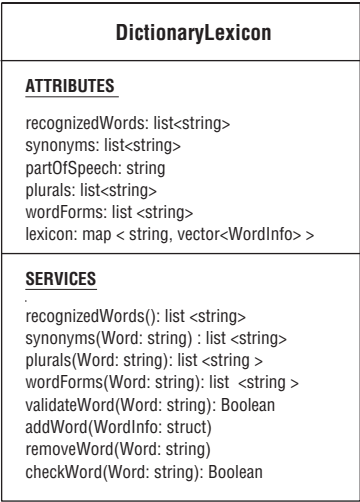 DictionaryLexicon
ATTRIBUTES
recognizedWords: list<string>
synonyms: list<string>
partOfSpeech: string
plurals: list<string>
wordForms: list <string>
lexicon: map < string, vector<WordInfo> >
SERVICES
recognizedWords(): list <string>
synonyms(Word: string) : list <string>
plurals(Word: string): list <string >
wordForms(Word: string): list <string >
validateWord(Word: string): Boolean
addWord(WordInfo: struct)
removeWord(Word: string)
checkWord(Word: string): Boolean